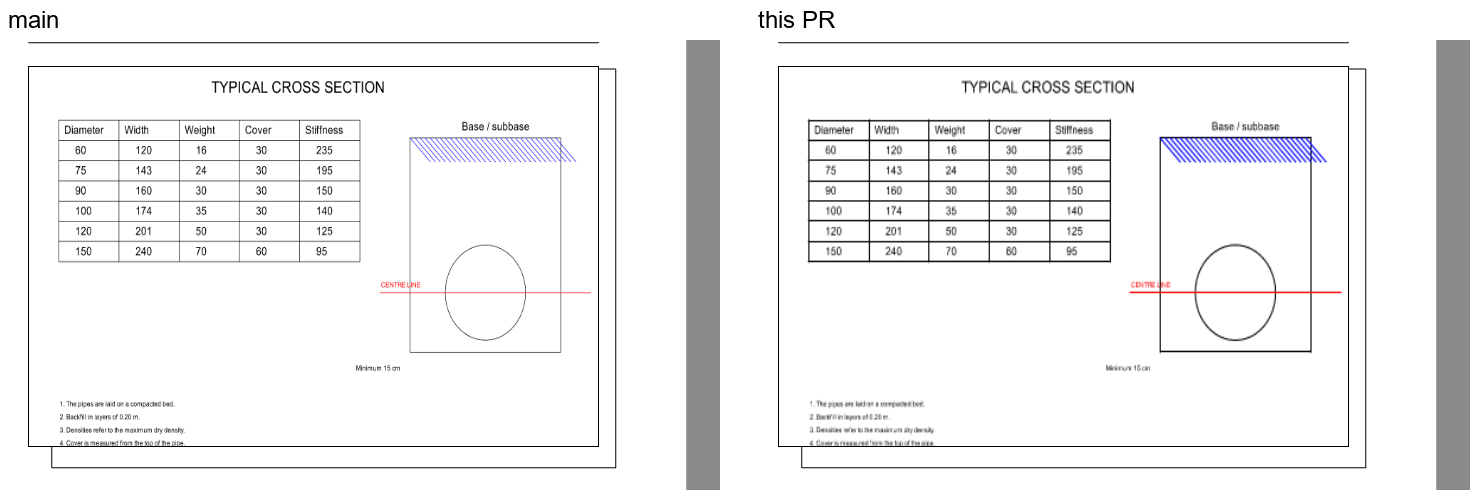 main
this PR
TYPICAL CROSS SECTION
Diameter Width Weight Cover Stiffness
60 120 16 30 235
75 143 24 30 195
90 160 30 30 150
100 174 35 30 140
120 201 50 30 125
150 240 70 60 95
Base / subbase
CENTRE LINE
Minimum 15 cm
1. The pipes are laid on a compacted bed.
2. Backfill in layers of 0.20 m.
3. Densities refer to the maximum dry density.
4. Cover is measured from the top of the pipe.
TYPICAL CROSS SECTION
Diameter Width Weight Cover Stiffness
60 120 16 30 235
75 143 24 30 195
90 160 30 30 150
100 174 35 30 140
120 201 50 30 125
150 240 70 60 95
Base / subbase
CENTRE LINE
Minimum 15 cm
1. The pipes are laid on a compacted bed.
2. Backfill in layers of 0.20 m.
3. Densities refer to the maximum dry density.
4. Cover is measured from the top of the pipe.